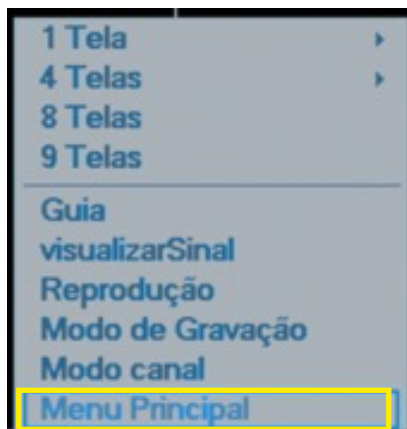 1 Tela
4 Telas
8 Telas
9 Telas
Guia
visualizarSinal
Reprodução
Modo de Gravação
Modo canal
Menu Principal